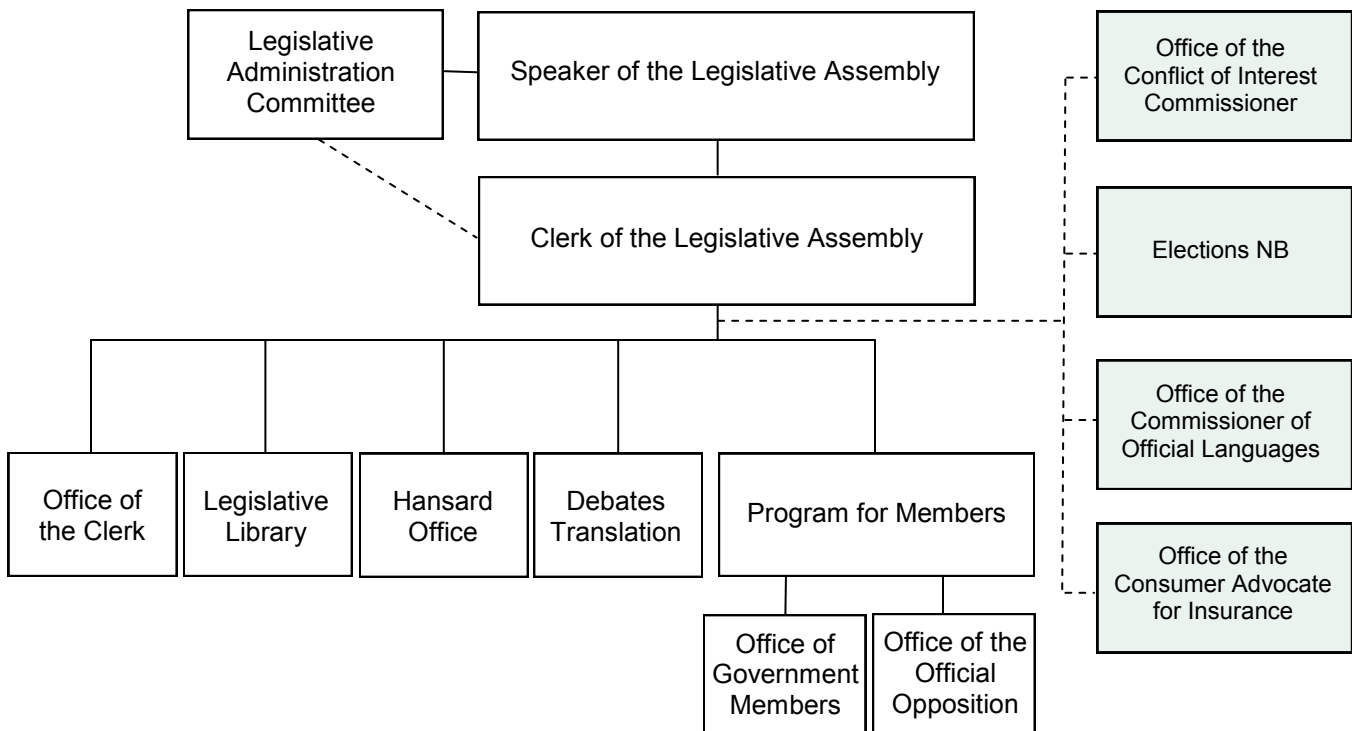 Legislative
Administration
Committee
Speaker of the Legislative Assembly
Clerk of the Legislative Assembly
Office of
the Clerk
Legislative
Library
Hansard
Office
Debates
Translation
Program for Members
Office of
Government
Members
Office of the
Official
Opposition
Office of the
Conflict of Interest
Commissioner
Elections NB
Office of the
Commissioner of
Official Languages
Office of the
Consumer Advocate
for Insurance